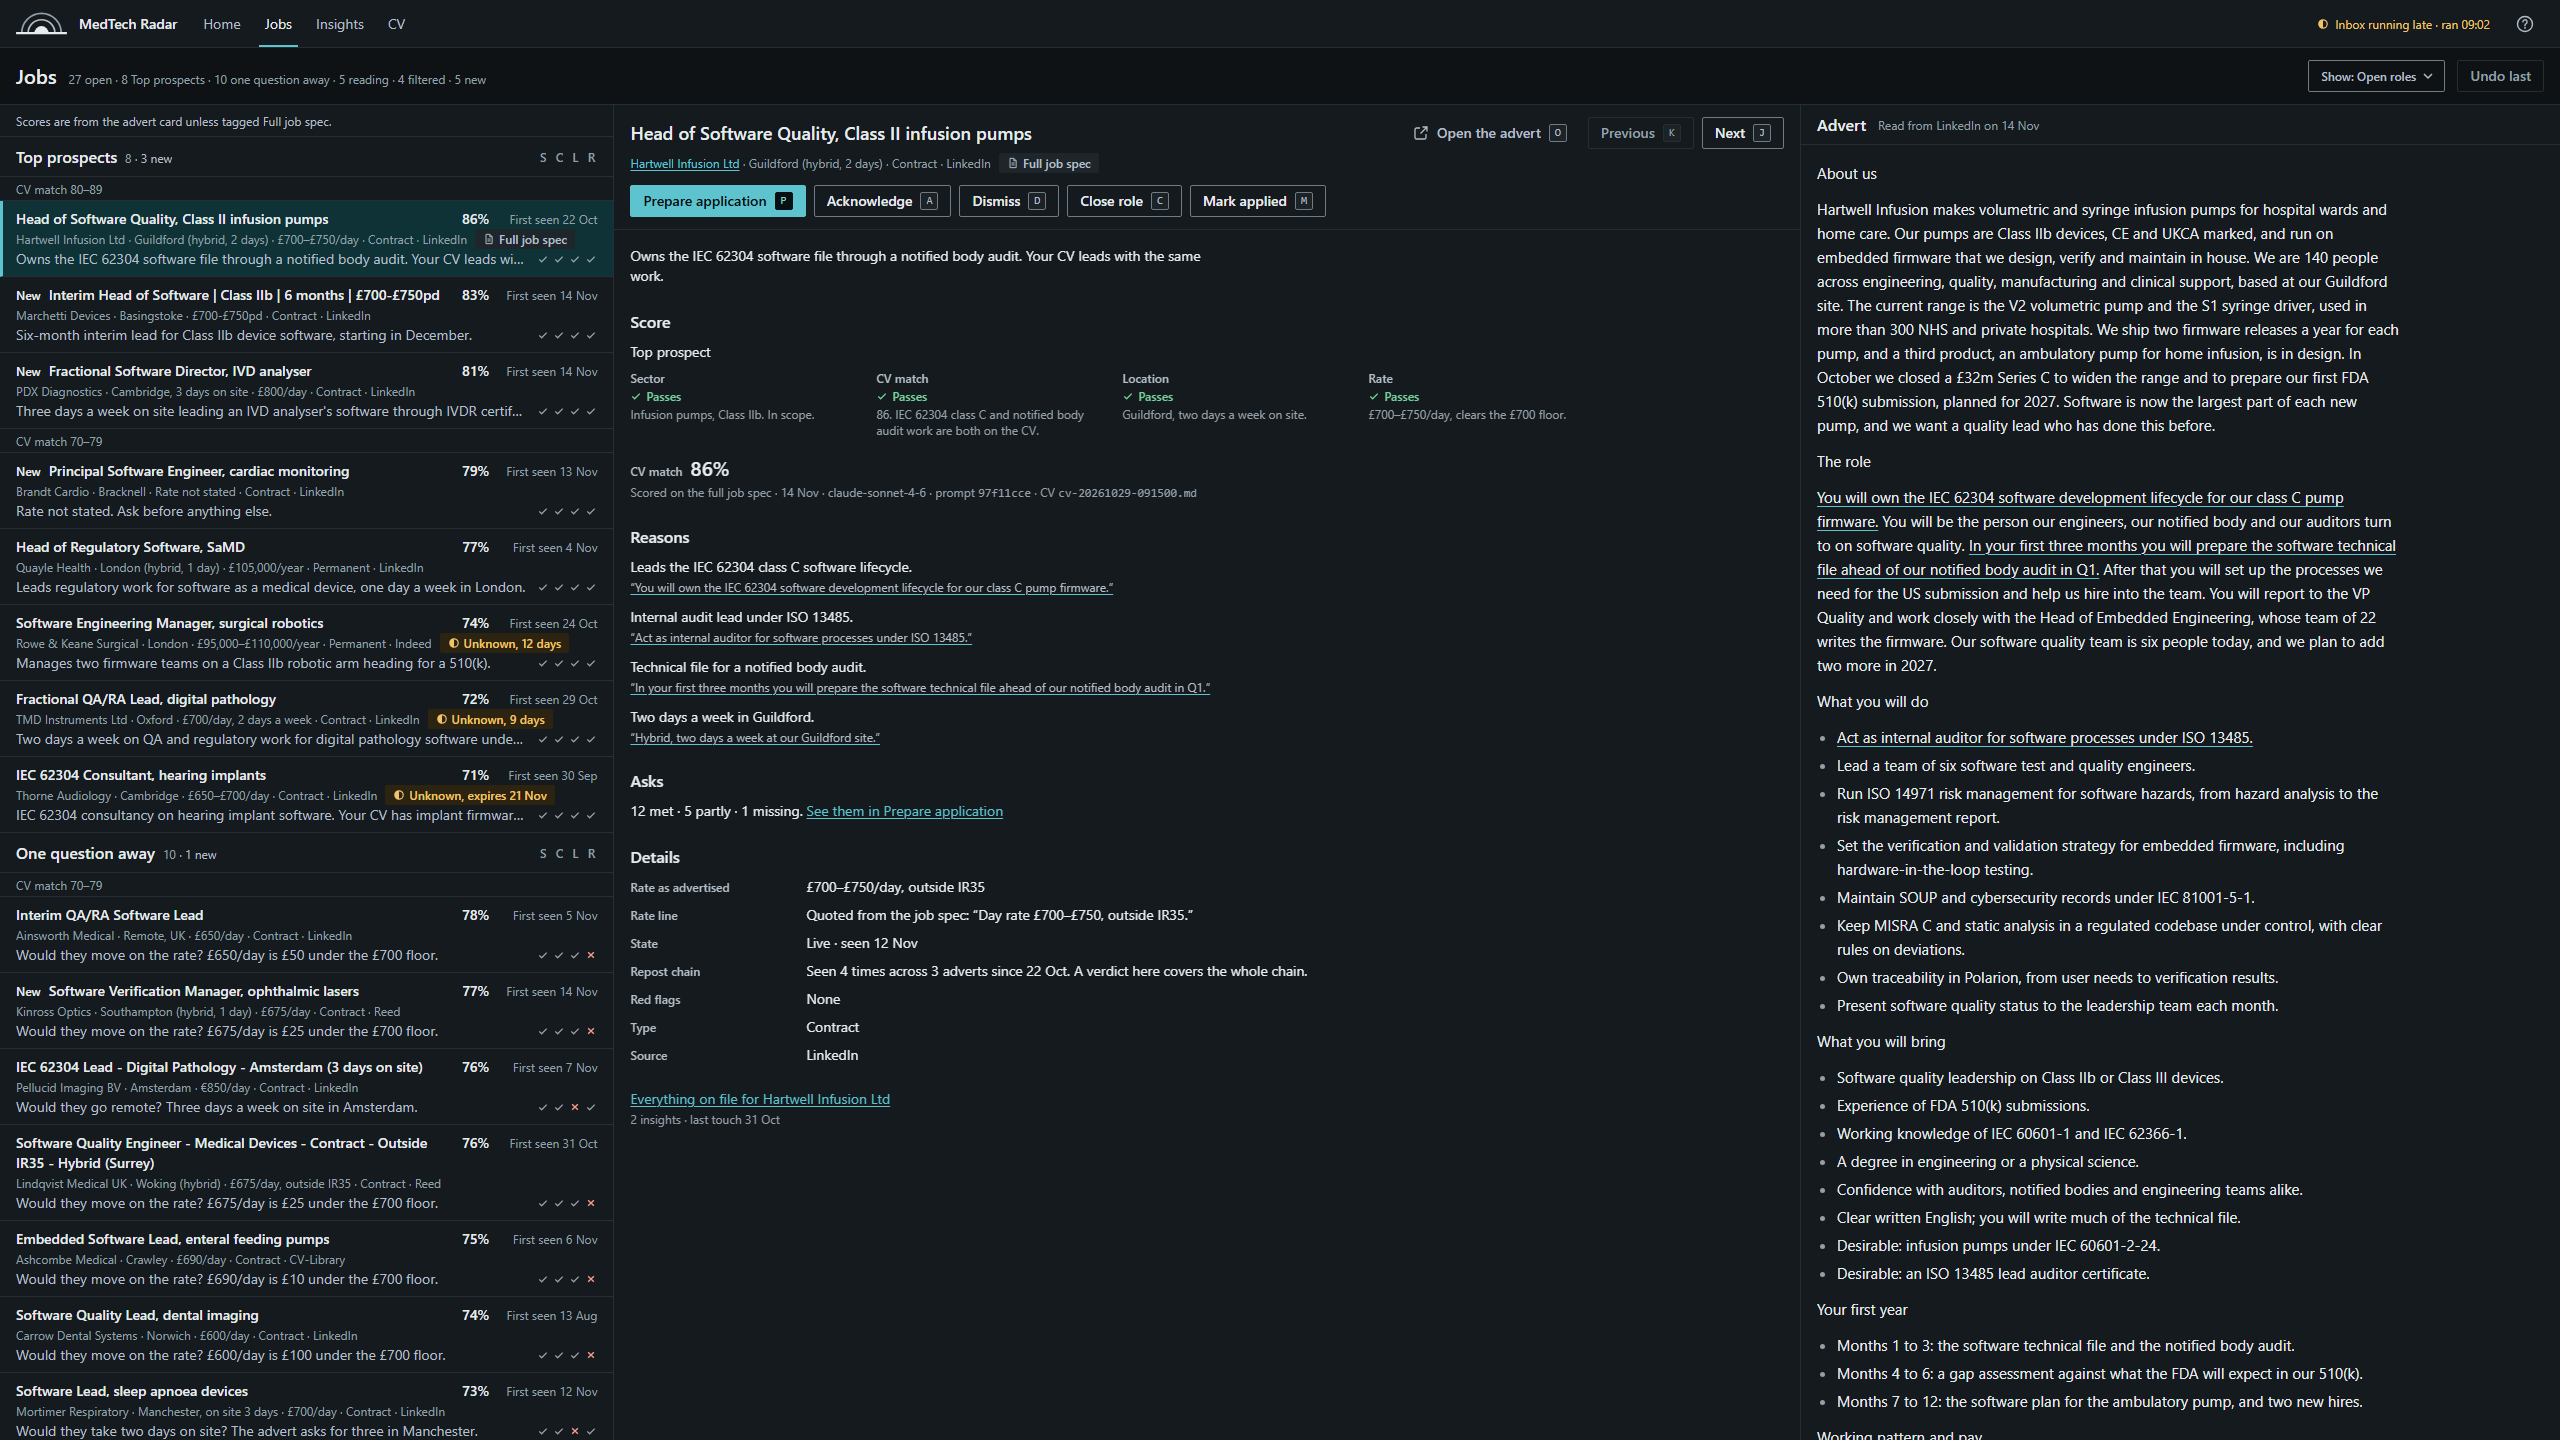 MedTech Radar Home Jobs Insights CV
Inbox running late · ran 09:02
Jobs 27 open · 8 Top prospects · 10 one question away · 5 reading · 4 filtered · 5 new
Show: Open roles Undo last
Scores are from the advert card unless tagged Full job spec.
Top prospects 8 · 3 new S C L R
CV match 80–89
Head of Software Quality, Class II infusion pumps 86% First seen 22 Oct
Hartwell Infusion Ltd · Guildford (hybrid, 2 days) · £700–£750/day · Contract · LinkedIn Full job spec
Owns the IEC 62304 software file through a notified body audit. Your CV leads wi… ✓ ✓ ✓ ✓
New Interim Head of Software | Class IIb | 6 months | £700-£750pd 83% First seen 14 Nov
Marchetti Devices · Basingstoke · £700-£750pd · Contract · LinkedIn
Six-month interim lead for Class IIb device software, starting in December. ✓ ✓ ✓ ✓
New Fractional Software Director, IVD analyser 81% First seen 14 Nov
PDX Diagnostics · Cambridge, 3 days on site · £800/day · Contract · LinkedIn
Three days a week on site leading an IVD analyser's software through IVDR certif… ✓ ✓ ✓ ✓
CV match 70–79
New Principal Software Engineer, cardiac monitoring 79% First seen 13 Nov
Brandt Cardio · Bracknell · Rate not stated · Contract · LinkedIn
Rate not stated. Ask before anything else. ✓ ✓ ✓ ✓
Head of Regulatory Software, SaMD 77% First seen 4 Nov
Quayle Health · London (hybrid, 1 day) · £105,000/year · Permanent · LinkedIn
Leads regulatory work for software as a medical device, one day a week in London. ✓ ✓ ✓ ✓
Software Engineering Manager, surgical robotics 74% First seen 24 Oct
Rowe & Keane Surgical · London · £95,000–£110,000/year · Permanent · Indeed Unknown, 12 days
Manages two firmware teams on a Class IIb robotic arm heading for a 510(k). ✓ ✓ ✓ ✓
Fractional QA/RA Lead, digital pathology 72% First seen 29 Oct
TMD Instruments Ltd · Oxford · £700/day, 2 days a week · Contract · LinkedIn Unknown, 9 days
Two days a week on QA and regulatory work for digital pathology software unde… ✓ ✓ ✓ ✓
IEC 62304 Consultant, hearing implants 71% First seen 30 Sep
Thorne Audiology · Cambridge · £650–£700/day · Contract · LinkedIn Unknown, expires 21 Nov
IEC 62304 consultancy on hearing implant software. Your CV has implant firmwar… ✓ ✓ ✓ ✓
One question away 10 · 1 new S C L R
CV match 70–79
Interim QA/RA Software Lead 78% First seen 5 Nov
Ainsworth Medical · Remote, UK · £650/day · Contract · LinkedIn
Would they move on the rate? £650/day is £50 under the £700 floor. ✓ ✓ ✓ ✕
New Software Verification Manager, ophthalmic lasers 77% First seen 14 Nov
Kinross Optics · Southampton (hybrid, 1 day) · £675/day · Contract · Reed
Would they move on the rate? £675/day is £25 under the £700 floor. ✓ ✓ ✓ ✕
IEC 62304 Lead - Digital Pathology - Amsterdam (3 days on site) 76% First seen 7 Nov
Pellucid Imaging BV · Amsterdam · €850/day · Contract · LinkedIn
Would they go remote? Three days a week on site in Amsterdam. ✓ ✓ ✕ ✓
Software Quality Engineer - Medical Devices - Contract - Outside 76% First seen 31 Oct
IR35 - Hybrid (Surrey)
Lindqvist Medical UK · Woking (hybrid) · £675/day, outside IR35 · Contract · Reed
Would they move on the rate? £675/day is £25 under the £700 floor. ✓ ✓ ✓ ✕
Embedded Software Lead, enteral feeding pumps 75% First seen 6 Nov
Ashcombe Medical · Crawley · £690/day · Contract · CV-Library
Would they move on the rate? £690/day is £10 under the £700 floor. ✓ ✓ ✓ ✕
Software Quality Lead, dental imaging 74% First seen 13 Aug
Carrow Dental Systems · Norwich · £600/day · Contract · LinkedIn
Would they move on the rate? £600/day is £100 under the £700 floor. ✓ ✓ ✓ ✕
Software Lead, sleep apnoea devices 73% First seen 12 Nov
Mortimer Respiratory · Manchester, on site 3 days · £700/day · Contract · LinkedIn
Would they take two days on site? The advert asks for three in Manchester. ✓ ✓ ✕ ✓
Head of Software Quality, Class II infusion pumps
Open the advert O Previous K Next J
Hartwell Infusion Ltd · Guildford (hybrid, 2 days) · Contract · LinkedIn Full job spec
Prepare application P Acknowledge A Dismiss D Close role C Mark applied M
Owns the IEC 62304 software file through a notified body audit. Your CV leads with the same
work.
Score
Top prospect
Sector CV match Location Rate
✓ Passes ✓ Passes ✓ Passes ✓ Passes
Infusion pumps, Class IIb. In scope. 86. IEC 62304 class C and notified body Guildford, two days a week on site. £700–£750/day, clears the £700 floor.
audit work are both on the CV.
CV match 86%
Scored on the full job spec · 14 Nov · claude-sonnet-4-6 · prompt 97f11cce · CV cv-20261029-091500.md
Reasons
Leads the IEC 62304 class C software lifecycle.
“You will own the IEC 62304 software development lifecycle for our class C pump firmware.”
Internal audit lead under ISO 13485.
“Act as internal auditor for software processes under ISO 13485.”
Technical file for a notified body audit.
“In your first three months you will prepare the software technical file ahead of our notified body audit in Q1.”
Two days a week in Guildford.
“Hybrid, two days a week at our Guildford site.”
Asks
12 met · 5 partly · 1 missing. See them in Prepare application
Details
Rate as advertised £700–£750/day, outside IR35
Rate line Quoted from the job spec: “Day rate £700–£750, outside IR35.”
State Live · seen 12 Nov
Repost chain Seen 4 times across 3 adverts since 22 Oct. A verdict here covers the whole chain.
Red flags None
Type Contract
Source LinkedIn
Everything on file for Hartwell Infusion Ltd
2 insights · last touch 31 Oct
Advert Read from LinkedIn on 14 Nov
About us
Hartwell Infusion makes volumetric and syringe infusion pumps for hospital wards and
home care. Our pumps are Class IIb devices, CE and UKCA marked, and run on
embedded firmware that we design, verify and maintain in house. We are 140 people
across engineering, quality, manufacturing and clinical support, based at our Guildford
site. The current range is the V2 volumetric pump and the S1 syringe driver, used in
more than 300 NHS and private hospitals. We ship two firmware releases a year for each
pump, and a third product, an ambulatory pump for home infusion, is in design. In
October we closed a £32m Series C to widen the range and to prepare our first FDA
510(k) submission, planned for 2027. Software is now the largest part of each new
pump, and we want a quality lead who has done this before.
The role
You will own the IEC 62304 software development lifecycle for our class C pump
firmware. You will be the person our engineers, our notified body and our auditors turn
to on software quality. In your first three months you will prepare the software technical
file ahead of our notified body audit in Q1. After that you will set up the processes we
need for the US submission and help us hire into the team. You will report to the VP
Quality and work closely with the Head of Embedded Engineering, whose team of 22
writes the firmware. Our software quality team is six people today, and we plan to add
two more in 2027.
What you will do
• Act as internal auditor for software processes under ISO 13485.
• Lead a team of six software test and quality engineers.
• Run ISO 14971 risk management for software hazards, from hazard analysis to the
risk management report.
• Set the verification and validation strategy for embedded firmware, including
hardware-in-the-loop testing.
• Maintain SOUP and cybersecurity records under IEC 81001-5-1.
• Keep MISRA C and static analysis in a regulated codebase under control, with clear
rules on deviations.
• Own traceability in Polarion, from user needs to verification results.
• Present software quality status to the leadership team each month.
What you will bring
• Software quality leadership on Class IIb or Class III devices.
• Experience of FDA 510(k) submissions.
• Working knowledge of IEC 60601-1 and IEC 62366-1.
• A degree in engineering or a physical science.
• Confidence with auditors, notified bodies and engineering teams alike.
• Clear written English; you will write much of the technical file.
• Desirable: infusion pumps under IEC 60601-2-24.
• Desirable: an ISO 13485 lead auditor certificate.
Your first year
• Months 1 to 3: the software technical file and the notified body audit.
• Months 4 to 6: a gap assessment against what the FDA will expect in our 510(k).
• Months 7 to 12: the software plan for the ambulatory pump, and two new hires.
Working pattern and pay